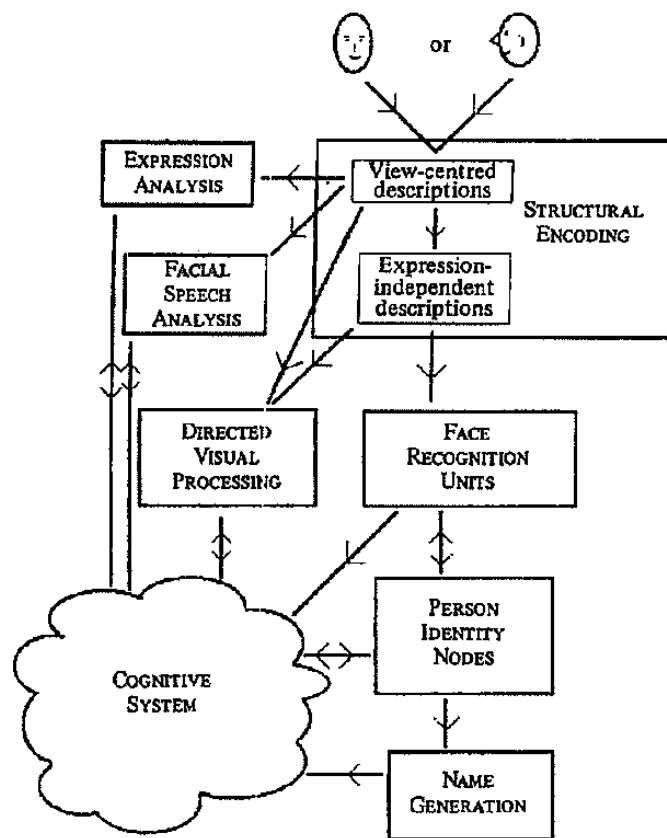 or
EXPRESSION
ANALYSIS
View-centred
descriptions
STRUCTURAL
ENCODING
FACIAL
SPEECH
ANALYSIS
Expression-
independent
descriptions
DIRECTED
VISUAL
PROCESSING
FACE
RECOGNITION
UNITS
COGNITIVE
SYSTEM
PERSON
IDENTITY
NODES
NAME
GENERATION